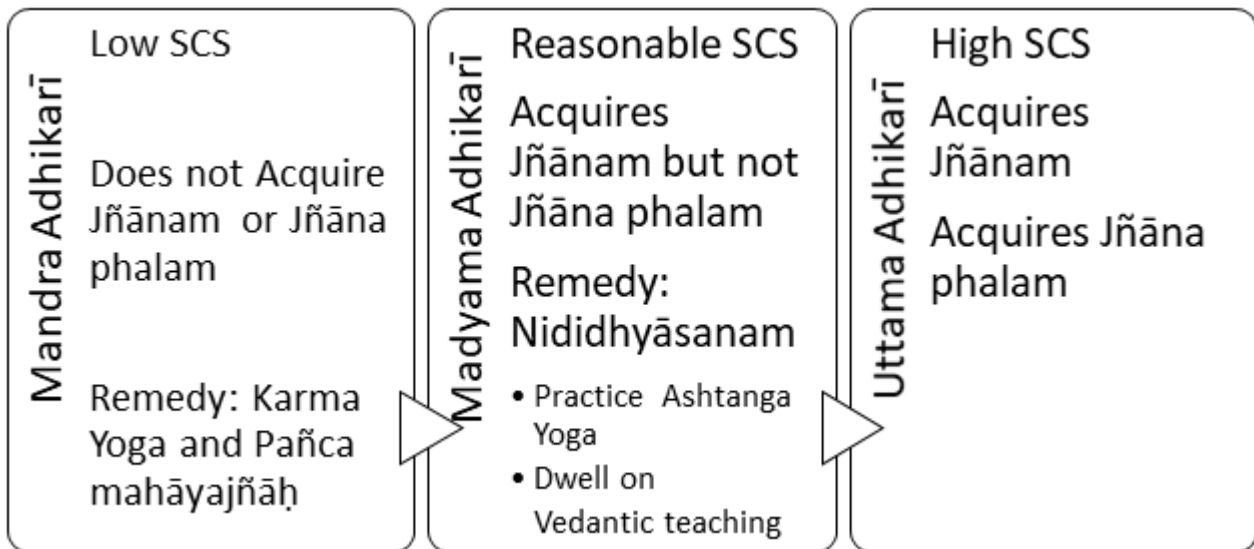 Mandra Adhikarī
Low SCS
Does not Acquire
Jñānam or Jñāna
phalam
Remedy: Karma
Yoga and Pañca
mahāyajñāḥ
Madyama Adhikarī
Reasonable SCS
Acquires
Jñānam but not
Jñāna phalam
Remedy:
Nididhyāsanam
• Practice Ashtanga
Yoga
• Dwell on
Vedantic teaching
Uttama Adhikarī
High SCS
Acquires
Jñānam
Acquires Jñāna
phalam